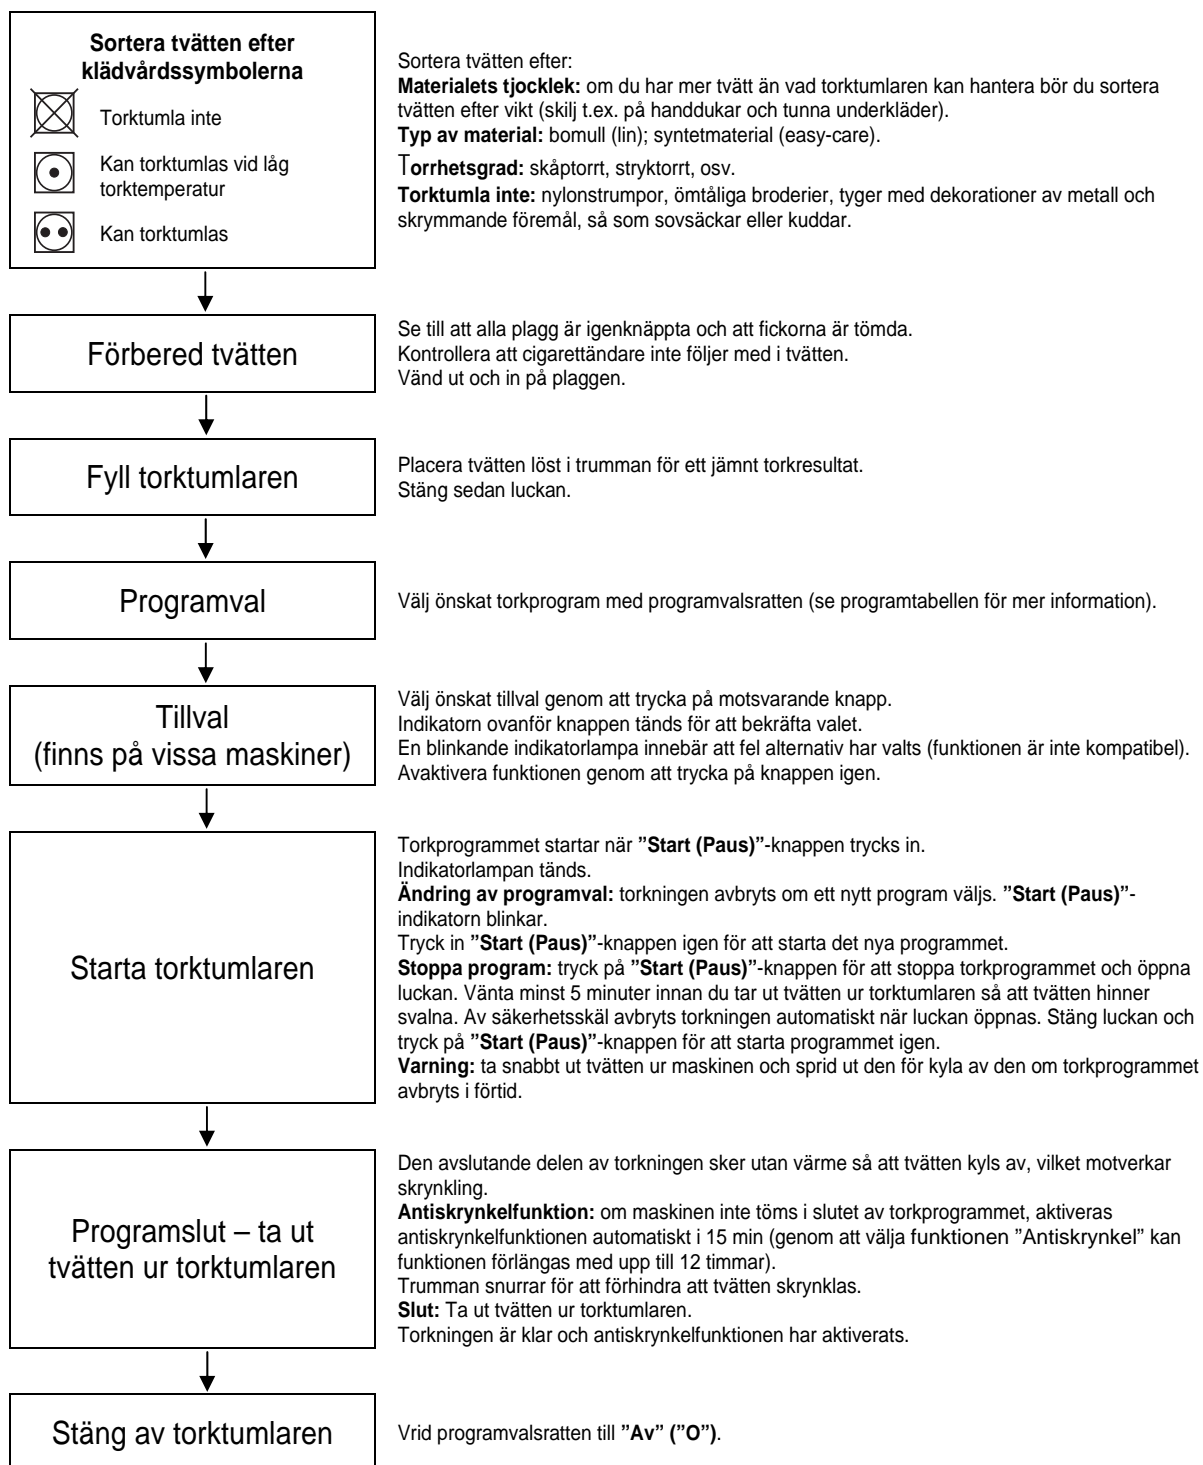 Sortera tvätten efter
klädvårdssymbolerna
Torktumla inte
Kan torktumlas vid låg
torktemperatur
Kan torktumlas
Sortera tvätten efter:
Materialets tjocklek: om du har mer tvätt än vad torktumlaren kan hantera bör du sortera
tvätten efter vikt (skilj t.ex. på handdukar och tunna underkläder).
Typ av material: bomull (lin); syntetmaterial (easy-care).
Torrhetsgrad: skåptorrt, stryktorrt, osv.
Torktumla inte: nylonstrumpor, ömtåliga broderier, tyger med dekorationer av metall och
skrymmande föremål, så som sovsäckar eller kuddar.
Förbered tvätten
Se till att alla plagg är igenknäppta och att fickorna är tömda.
Kontrollera att cigarettändare inte följer med i tvätten.
Vänd ut och in på plaggen.
Fyll torktumlaren
Placera tvätten löst i trumman för ett jämnt torkresultat.
Stäng sedan luckan.
Programval
Välj önskat torkprogram med programvalsratten (se programtabellen för mer information).
Tillval
(finns på vissa maskiner)
Välj önskat tillval genom att trycka på motsvarande knapp.
Indikatorn ovanför knappen tänds för att bekräfta valet.
En blinkande indikatorlampa innebär att fel alternativ har valts (funktionen är inte kompatibel).
Avaktivera funktionen genom att trycka på knappen igen.
Starta torktumlaren
Torkprogrammet startar när ”Start (Paus)”-knappen trycks in.
Indikatorlampan tänds.
Ändring av programval: torkningen avbryts om ett nytt program väljs. ”Start (Paus)”-
indikatorn blinkar.
Tryck in ”Start (Paus)”-knappen igen för att starta det nya programmet.
Stoppa program: tryck på ”Start (Paus)”-knappen för att stoppa torkprogrammet och öppna
luckan. Vänta minst 5 minuter innan du tar ut tvätten ur torktumlaren så att tvätten hinner
svalna. Av säkerhetsskäl avbryts torkningen automatiskt när luckan öppnas. Stäng luckan och
tryck på ”Start (Paus)”-knappen för att starta programmet igen.
Varning: ta snabbt ut tvätten ur maskinen och sprid ut den för kyla av den om torkprogrammet
avbryts i förtid.
Programslut – ta ut
tvätten ur torktumlaren
Den avslutande delen av torkningen sker utan värme så att tvätten kyls av, vilket motverkar
skrynkling.
Antiskrynkelfunktion: om maskinen inte töms i slutet av torkprogrammet, aktiveras
antiskrynkelfunktionen automatiskt i 15 min (genom att välja funktionen ”Antiskrynkel” kan
funktionen förlängas med upp till 12 timmar).
Trumman snurrar för att förhindra att tvätten skrynklas.
Slut: Ta ut tvätten ur torktumlaren.
Torkningen är klar och antiskrynkelfunktionen har aktiverats.
Stäng av torktumlaren
Vrid programvalsratten till ”Av” (”O”).